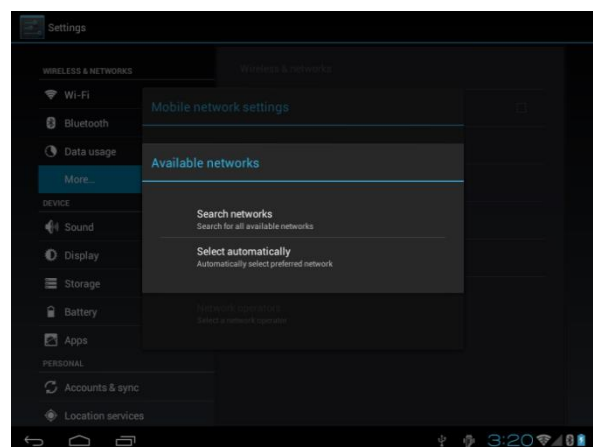 Settings
WIRELESS & NETWORKS
Wi-Fi
Bluetooth
Data usage
More...
DEVICE
Sound
Display
Storage
Battery
Apps
PERSONAL
Accounts & sync
Location services
Wireless & networks
Mobile network settings
Available networks
Search networks
Search for all available networks
Select automatically
Automatically select preferred network
Network operators
Select a network operator
3:20